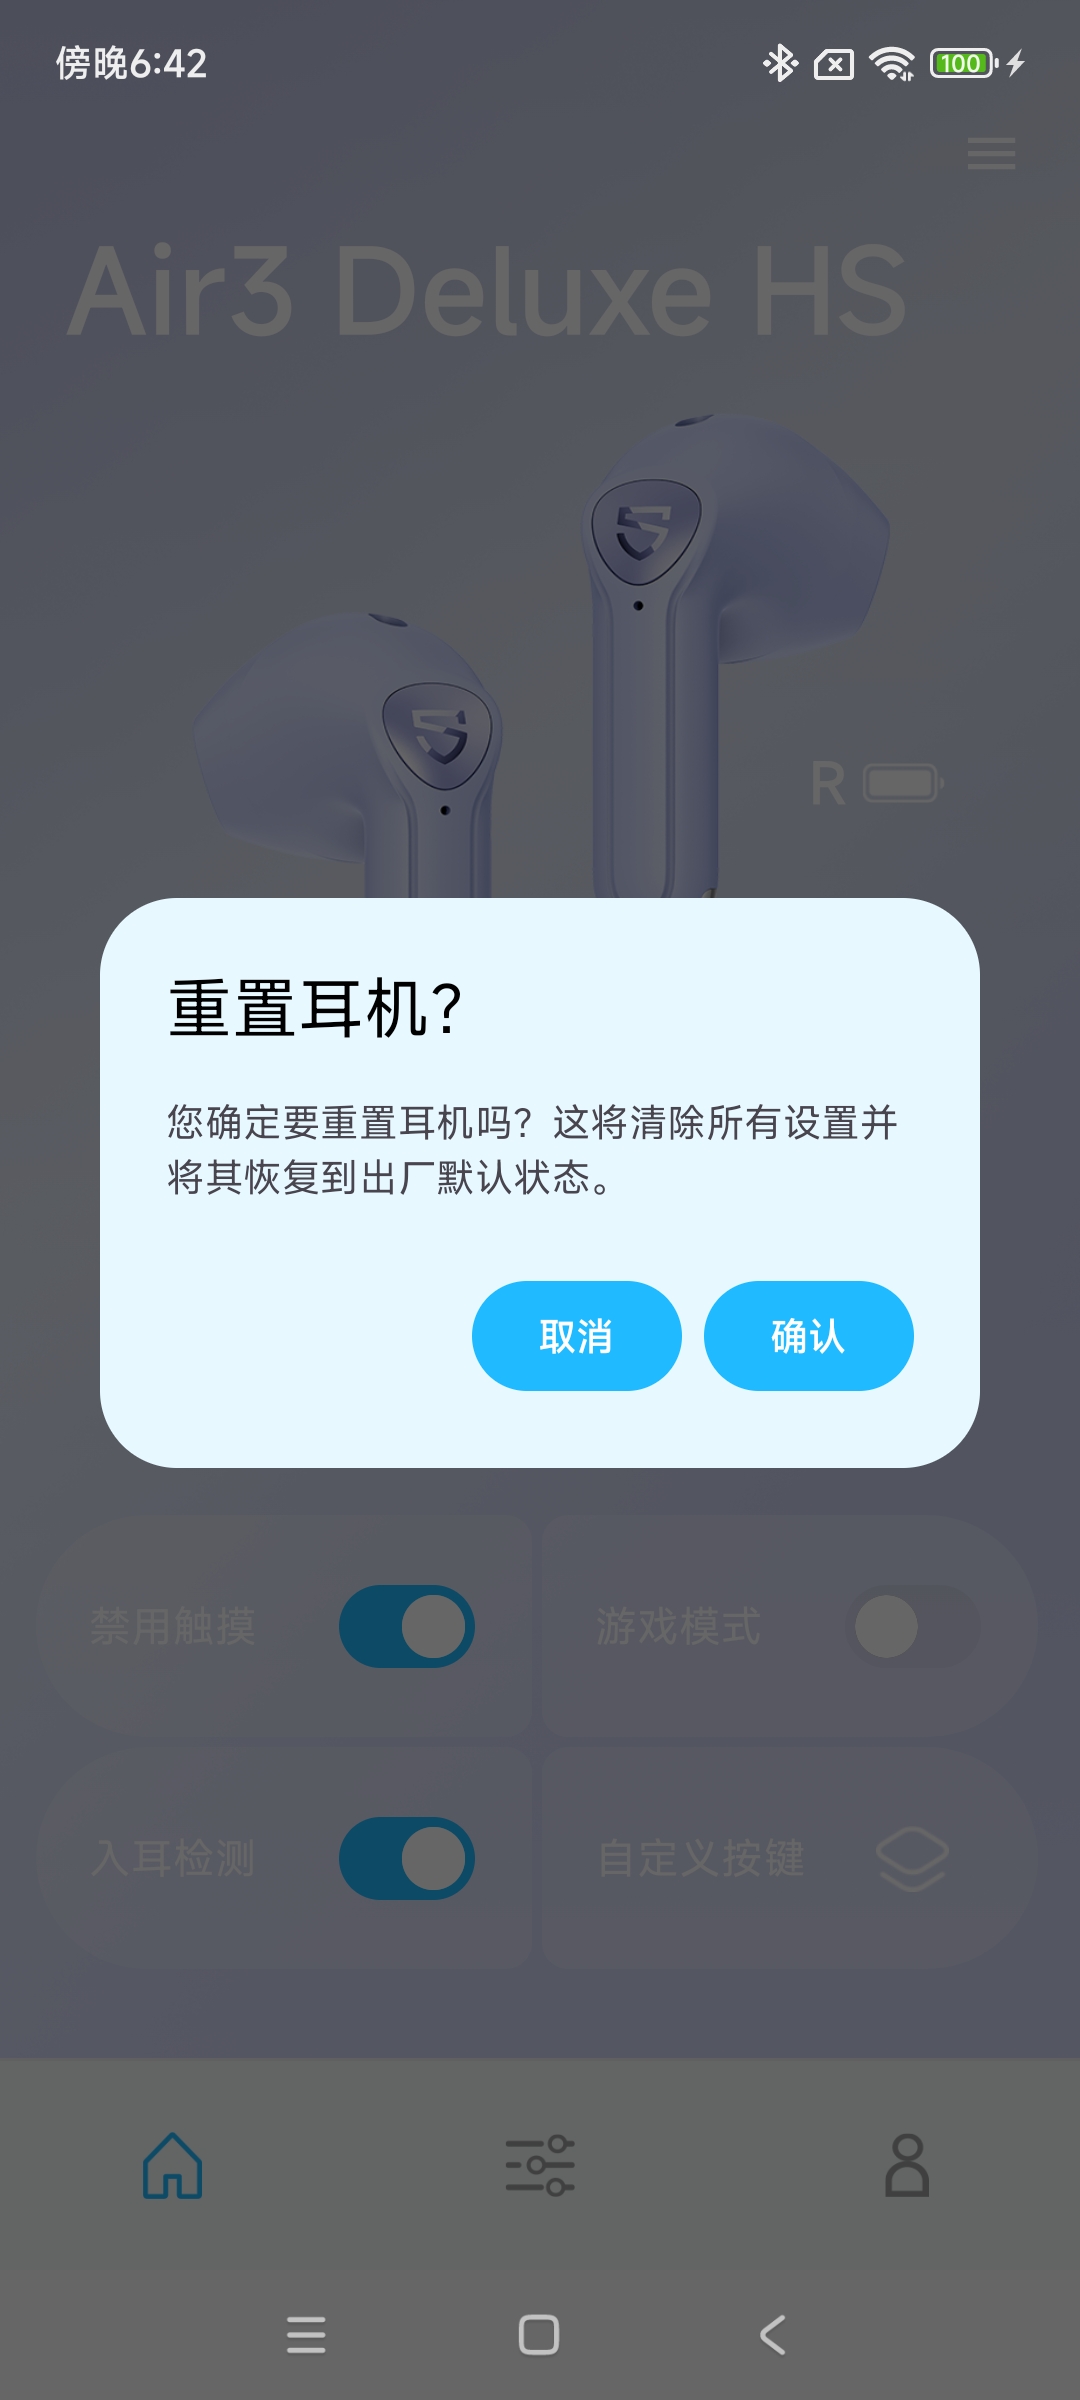 傍晚6:42
100
Air3 Deluxe HS
R
重置耳机?
您确定要重置耳机吗？这将清除所有设置并
将其恢复到出厂默认状态。
取消 确认
禁用触摸 游戏模式
入耳检测 自定义按键